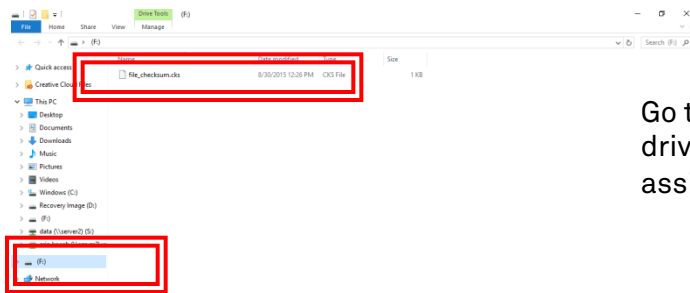 Drive Tools (F:)
File Home Share View Manage
(F:) Search (F:)
Name Date modified Type Size
file_checksum.cks 8/30/2015 12:26 PM CKS File 1 KB
Quick access
Creative Cloud Files
This PC
Desktop
Documents
Downloads
Music
Pictures
Videos
Windows (C:)
Recovery Image (D:)
(F:)
data (\\server2) (S:)
(F:)
Network
Go t
driv
ass